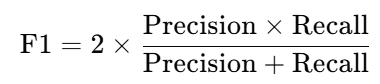 F1 = 2 × Precision × Recall / Precision + Recall